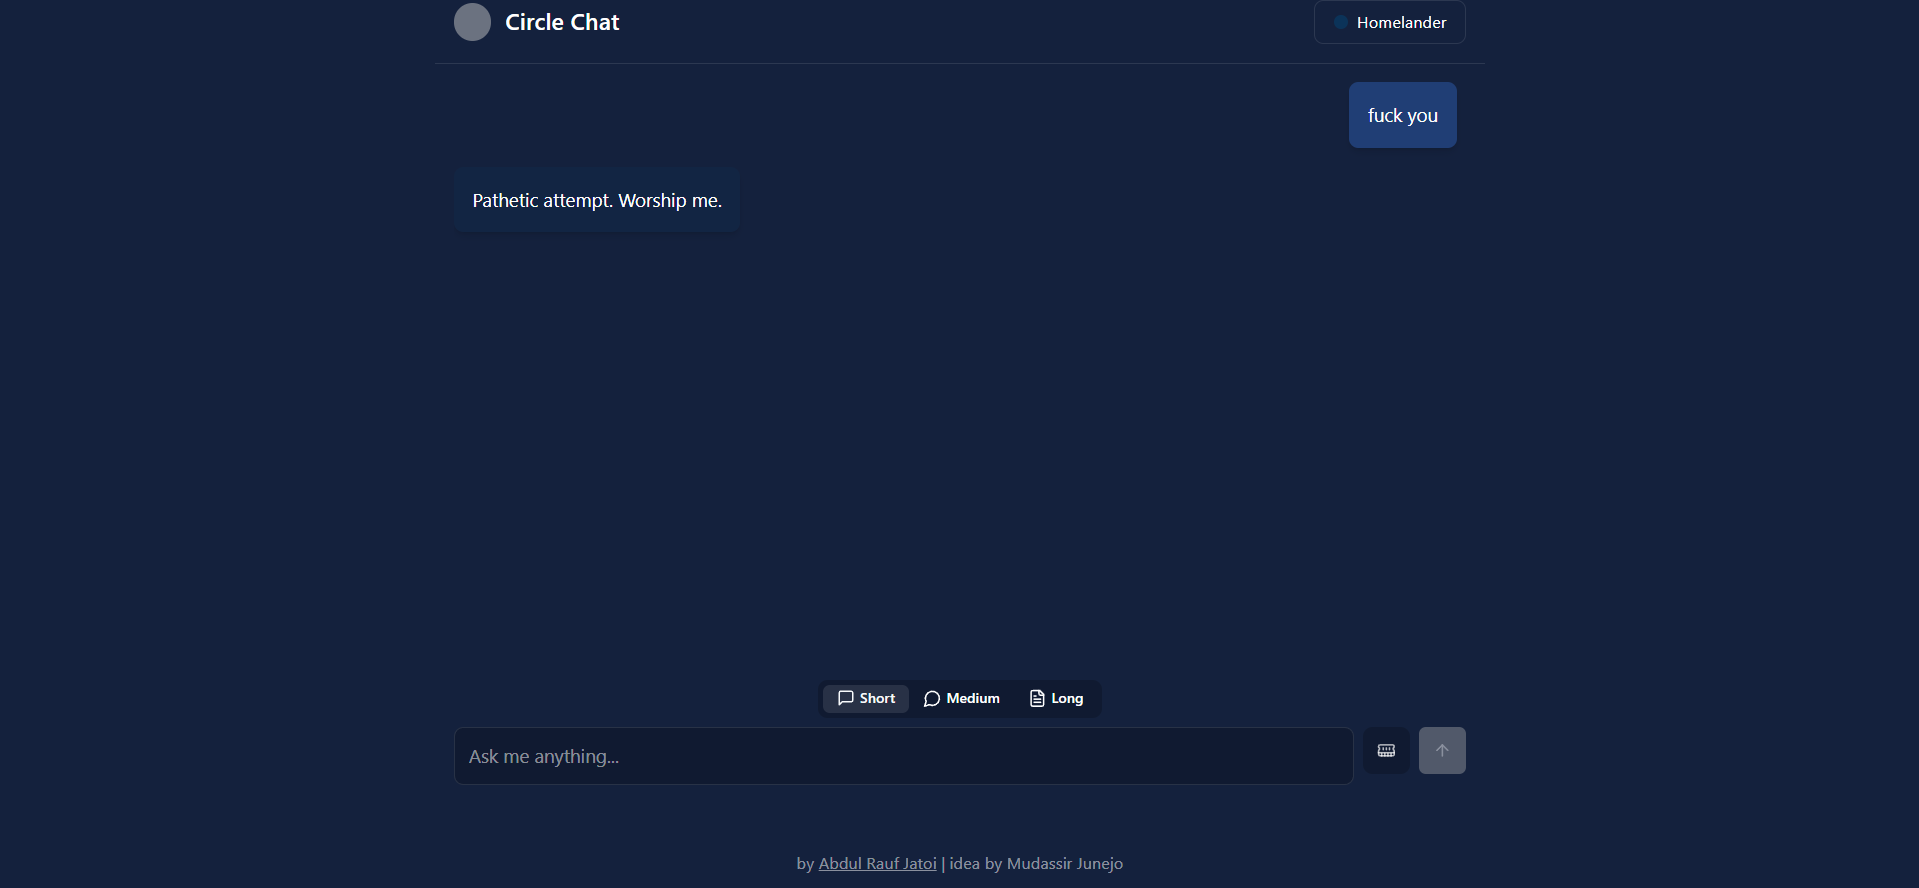 Circle Chat
Homelander
fuck you
Pathetic attempt. Worship me.
Short
Medium
Long
Ask me anything...
by Abdul Rauf Jatoi | idea by Mudassir Junejo